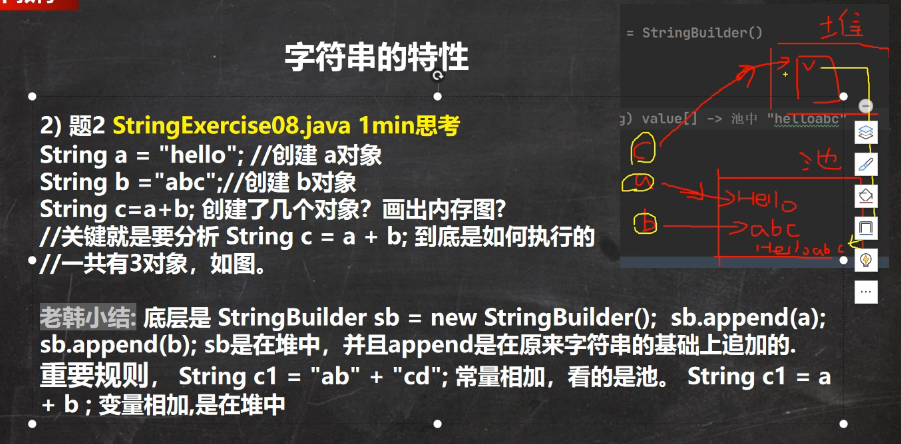 字符串的特性
= StringBuilder()
堆
g) value[] -> 池中 "helloabc"
池
c
a
b
Hello
abc
Helloabc
2) 题2 StringExercise08.java 1min思考
String a = "hello"; //创建 a对象
String b ="abc";//创建 b对象
String c=a+b; 创建了几个对象？画出内存图?
//关键就是要分析 String c = a + b; 到底是如何执行的
//一共有3对象，如图。
老韩小结: 底层是 StringBuilder sb = new StringBuilder();  sb.append(a);
sb.append(b); sb是在堆中，并且append是在原来字符串的基础上追加的.
重要规则， String c1 = "ab" + "cd"; 常量相加，看的是池。 String c1 = a
+ b ; 变量相加,是在堆中